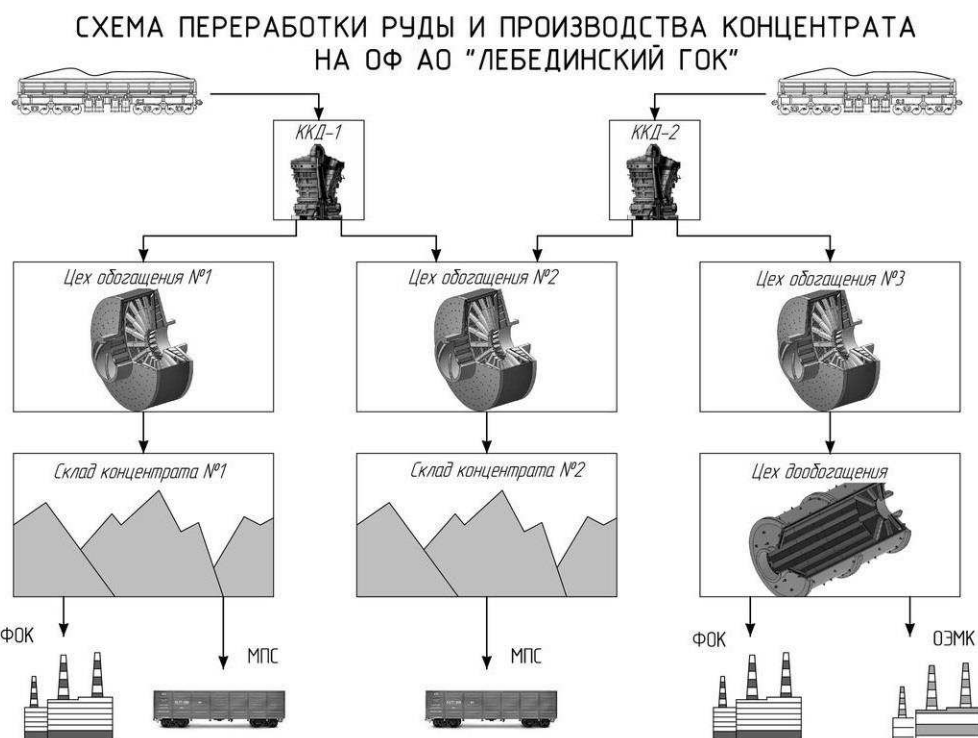 СХЕМА ПЕРЕРАБОТКИ РУДЫ И ПРОИЗВОДСТВА КОНЦЕНТРАТА
НА ОФ АО "ЛЕБЕДИНСКИЙ ГОК"
ККД-1
ККД-2
Цех обогащения №1
Цех обогащения №2
Цех обогащения №3
Склад концентрата №1
Склад концентрата №2
Цех дообогащения
ФОК
МПС
МПС
ФОК
ОЭМК